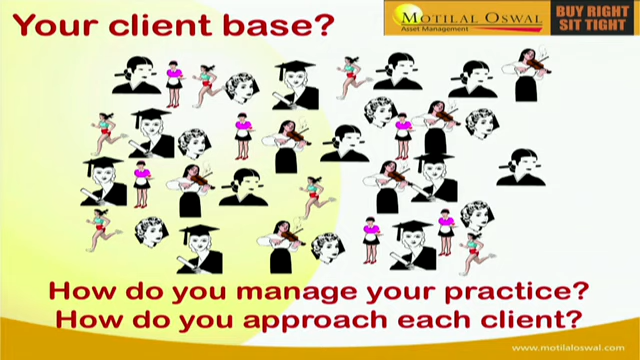 Your client base?
MOTILAL OSWAL
Asset Management
BUY RIGHT
SIT TIGHT
How do you manage your practice?
How do you approach each client?
www.motilaloswal.com